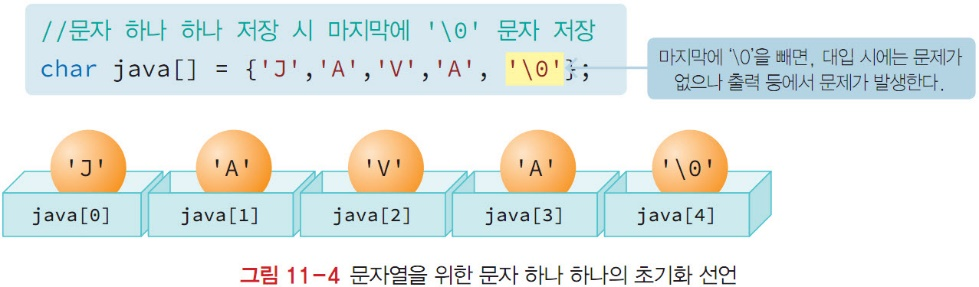 //문자 하나 하나 저장 시 마지막에 '\0' 문자 저장
char java[] = {'J','A','V','A', '\0'};
마지막에 '\0'을 빼면, 대입 시에는 문제가
없으나 출력 등에서 문제가 발생한다.
'J' 'A' 'V' 'A' '\0'
java[0] java[1] java[2] java[3] java[4]
그림 11-4 문자열을 위한 문자 하나 하나의 초기화 선언